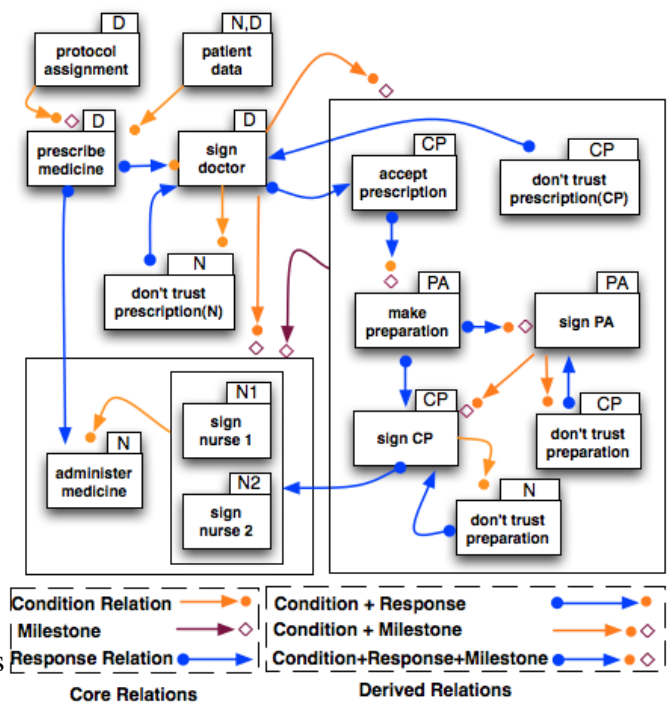 D
protocol
assignment
N,D
patient
data
D
prescribe
medicine
D
sign
doctor
CP
accept
prescription
CP
don't trust
prescription(CP)
N
don't trust
prescription(N)
PA
make
preparation
PA
sign PA
CP
sign CP
CP
don't trust
preparation
N
don't trust
preparation
N1
sign
nurse 1
N2
sign
nurse 2
N
administer
medicine
Condition Relation
Milestone
s Response Relation
Core Relations
Condition + Response
Condition + Milestone
Condition+Response+Milestone
Derived Relations